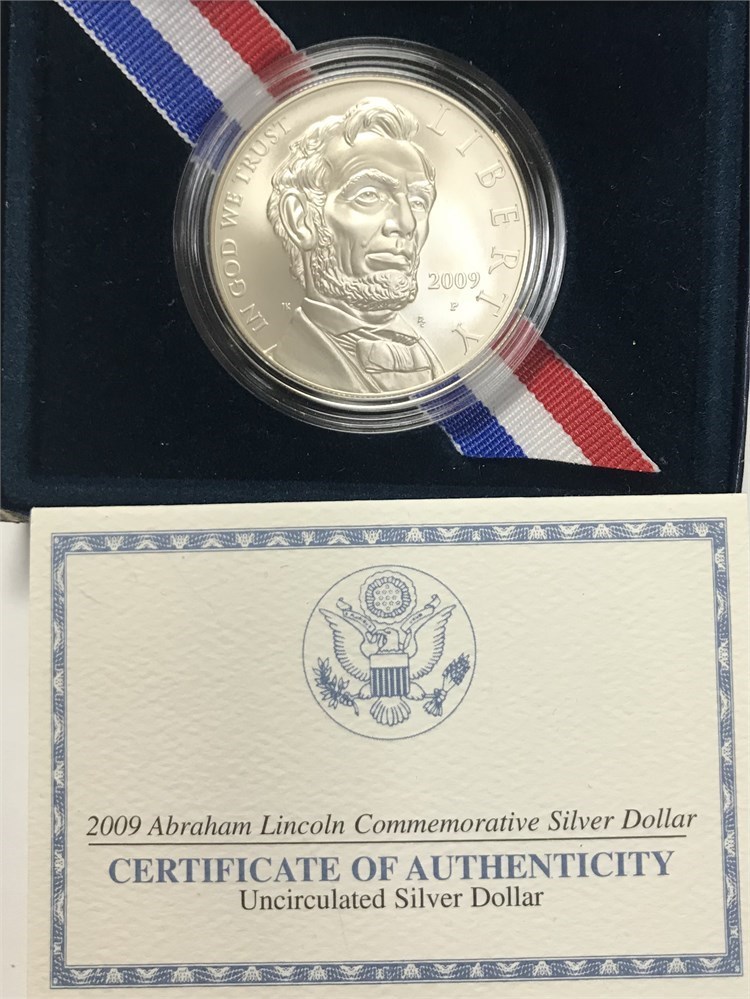 IN GOD WE TRUST
LIBERTY
2009
P
2009 Abraham Lincoln Commemorative Silver Dollar
CERTIFICATE OF AUTHENTICITY
Uncirculated Silver Dollar